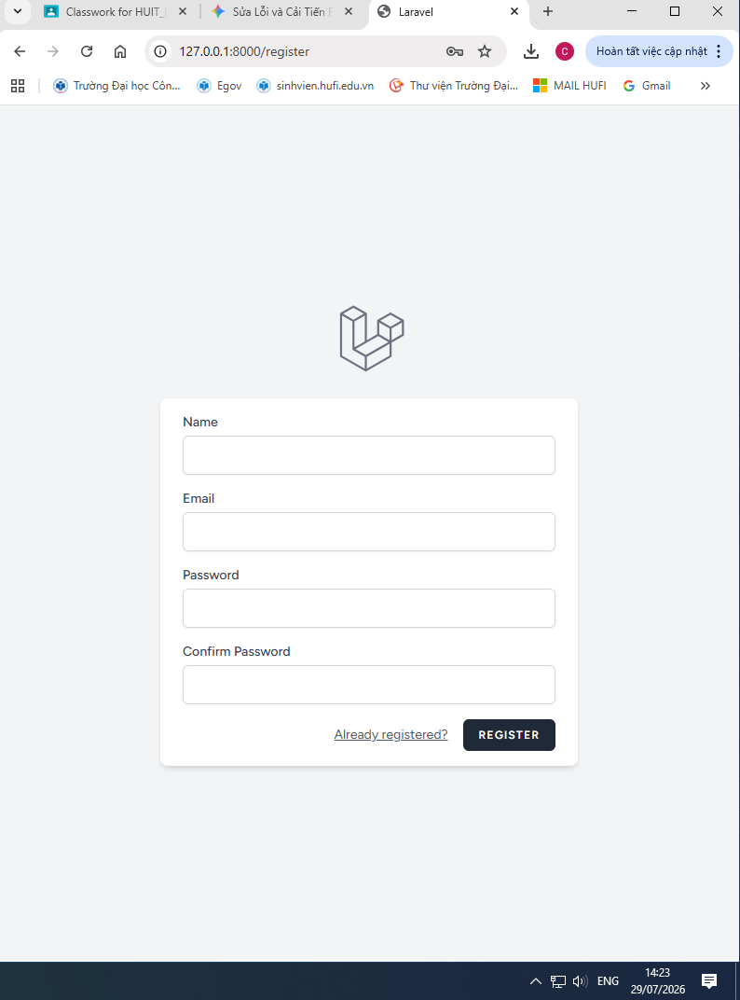 Classwork for HUIT_
Sửa Lỗi và Cải Tiến
Laravel
127.0.0.1:8000/register
C
Hoàn tất việc cập nhật
Trường Đại học Côn...
Egov
sinhvien.hufi.edu.vn
Thư viện Trường Đại...
MAIL HUFI
Gmail
Name
Email
Password
Confirm Password
Already registered?
REGISTER
ENG
14:23
29/07/2026